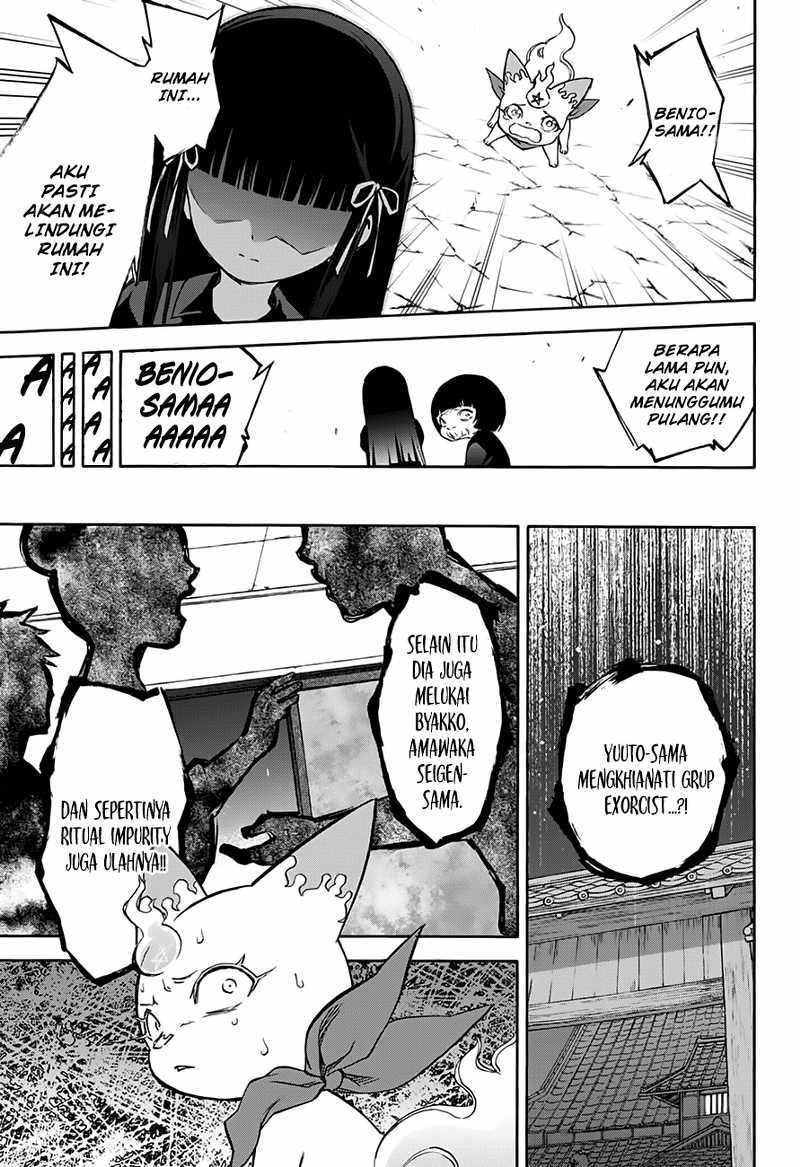 BENIO-
SAMA!!
RUMAH
INI...
AKU
PASTI
AKAN ME-
LINDUNGI
RUMAH
INI!
BERAPA
LAMA PUN,
AKU AKAN
MENUNGGUMU
PULANG!!
BENIO-
SAMAA
AAAAA
A
A
A
A
A
A
A
A
A
A
YUUTO-SAMA
MENGKHIANATI GRUP
EXORCIST...?!
SELAIN ITU
DIA JUGA
MELUKAI
BYAKKO,
AMAWAKA
SEIGEN-
SAMA.
DAN SEPERTINYA
RITUAL IMPURITY
JUGA ULAHNYA!!